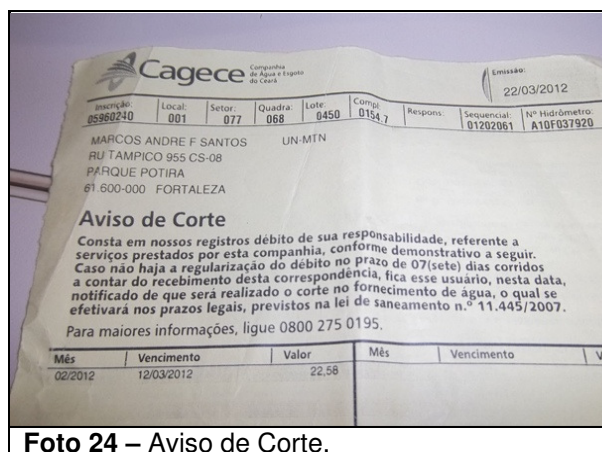 Cagece Companhia
de Água e Esgoto
do Ceará
Emissão:
22/03/2012
Inscrição: Local: Setor: Quadra: Lote: Compl: Respons: Sequencial: Nº Hidrômetro:
05960240 001 077 068 0450 0154.7 01202061 A10F037920
MARCOS ANDRE F SANTOS UN-MTN
RU TAMPICO 955 CS-08
PARQUE POTIRA
61.600-000 FORTALEZA
Aviso de Corte
Consta em nossos registros débito de sua responsabilidade, referente a
serviços prestados por esta companhia, conforme demonstrativo a seguir.
Caso não haja a regularização do débito no prazo de 07(sete) dias corridos
a contar do recebimento desta correspondência, fica esse usuário, nesta data,
notificado de que será realizado o corte no fornecimento de água, o qual se
efetivará nos prazos legais, previstos na lei de saneamento n.º 11.445/2007.
Para maiores informações, ligue 0800 275 0195.
Mês Vencimento Valor Mês Vencimento V
02/2012 12/03/2012 22,58
Foto 24 – Aviso de Corte.